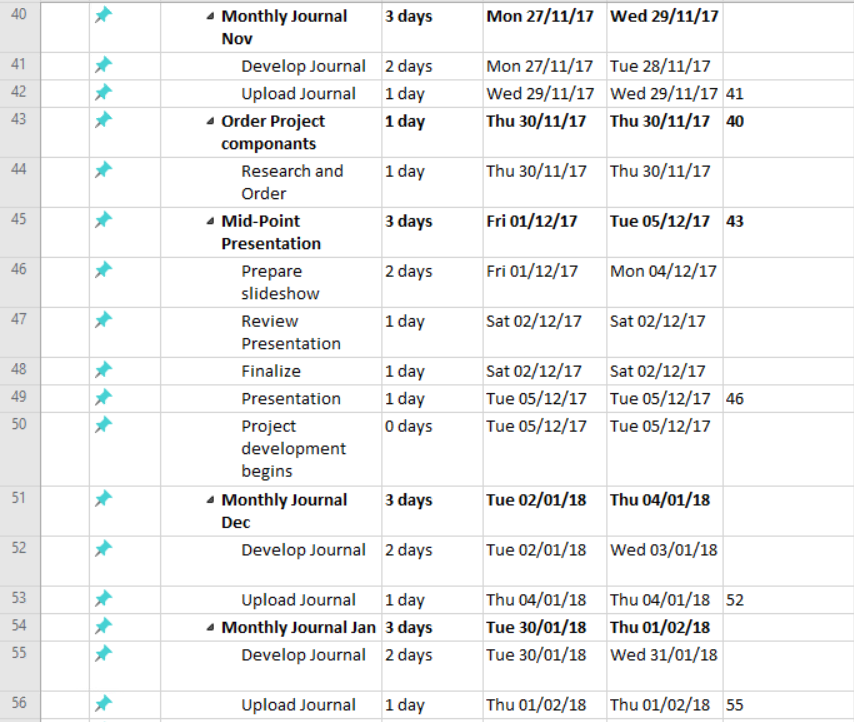 40 Monthly Journal 3 days Mon 27/11/17 Wed 29/11/17
Nov
41 Develop Journal 2 days Mon 27/11/17 Tue 28/11/17
42 Upload Journal 1 day Wed 29/11/17 Wed 29/11/17 41
43 Order Project 1 day Thu 30/11/17 Thu 30/11/17 40
componants
44 Research and 1 day Thu 30/11/17 Thu 30/11/17
Order
45 Mid-Point 3 days Fri 01/12/17 Tue 05/12/17 43
Presentation
46 Prepare 2 days Fri 01/12/17 Mon 04/12/17
slideshow
47 Review 1 day Sat 02/12/17 Sat 02/12/17
Presentation
48 Finalize 1 day Sat 02/12/17 Sat 02/12/17
49 Presentation 1 day Tue 05/12/17 Tue 05/12/17 46
50 Project 0 days Tue 05/12/17 Tue 05/12/17
development
begins
51 Monthly Journal 3 days Tue 02/01/18 Thu 04/01/18
Dec
52 Develop Journal 2 days Tue 02/01/18 Wed 03/01/18
53 Upload Journal 1 day Thu 04/01/18 Thu 04/01/18 52
54 Monthly Journal Jan 3 days Tue 30/01/18 Thu 01/02/18
55 Develop Journal 2 days Tue 30/01/18 Wed 31/01/18
56 Upload Journal 1 day Thu 01/02/18 Thu 01/02/18 55